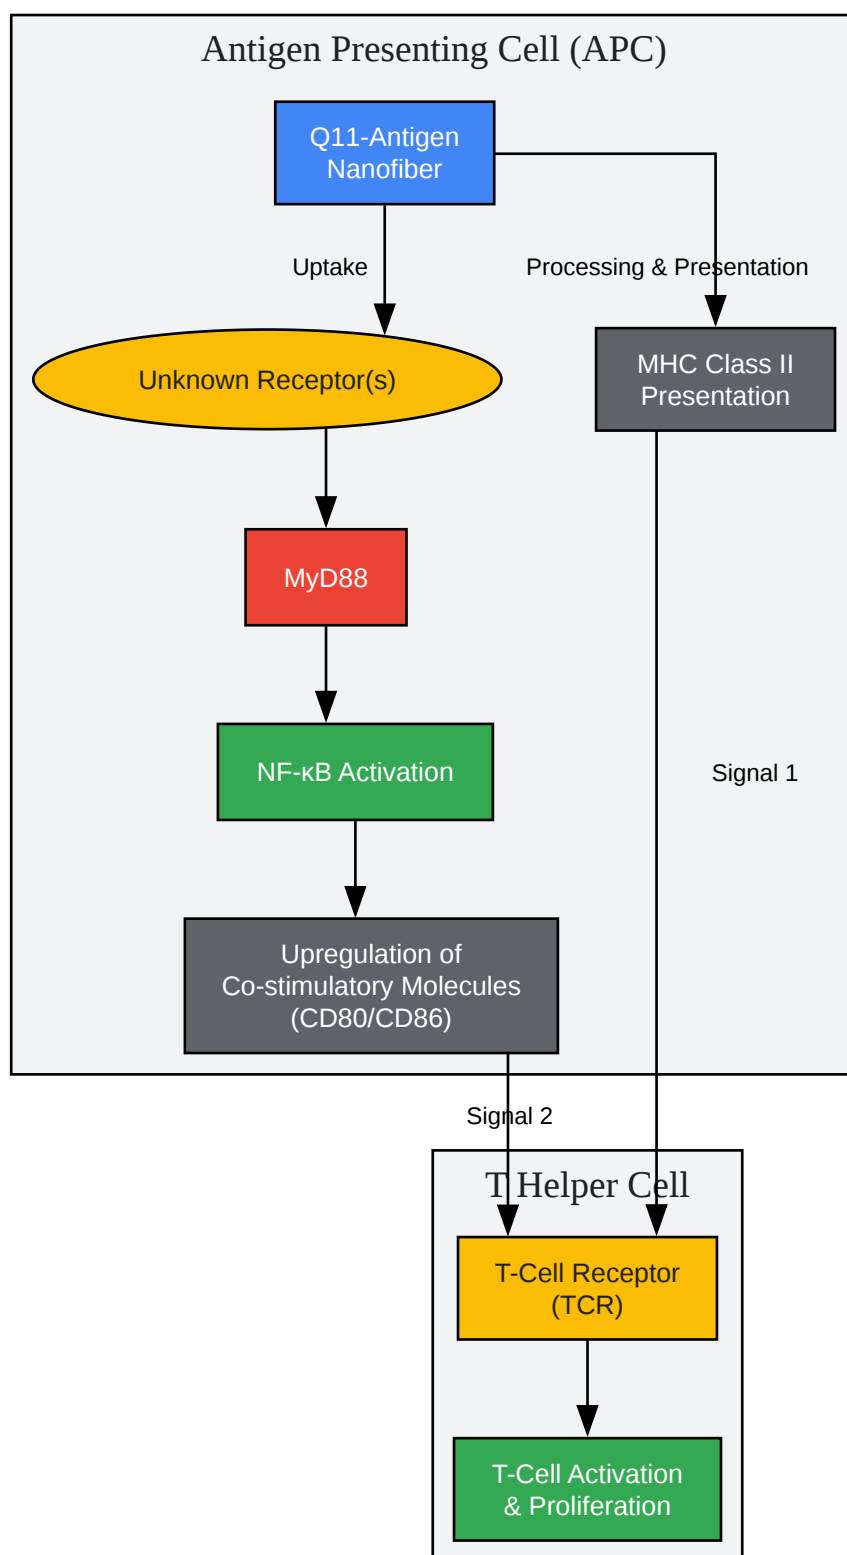 Antigen Presenting Cell (APC)
Q11-Antigen
Nanofiber
Uptake
Processing & Presentation
Unknown Receptor(s)
MHC Class II
Presentation
MyD88
NF-κB Activation
Signal 1
Upregulation of
Co-stimulatory Molecules
(CD80/CD86)
Signal 2
T Helper Cell
T-Cell Receptor
(TCR)
T-Cell Activation
& Proliferation